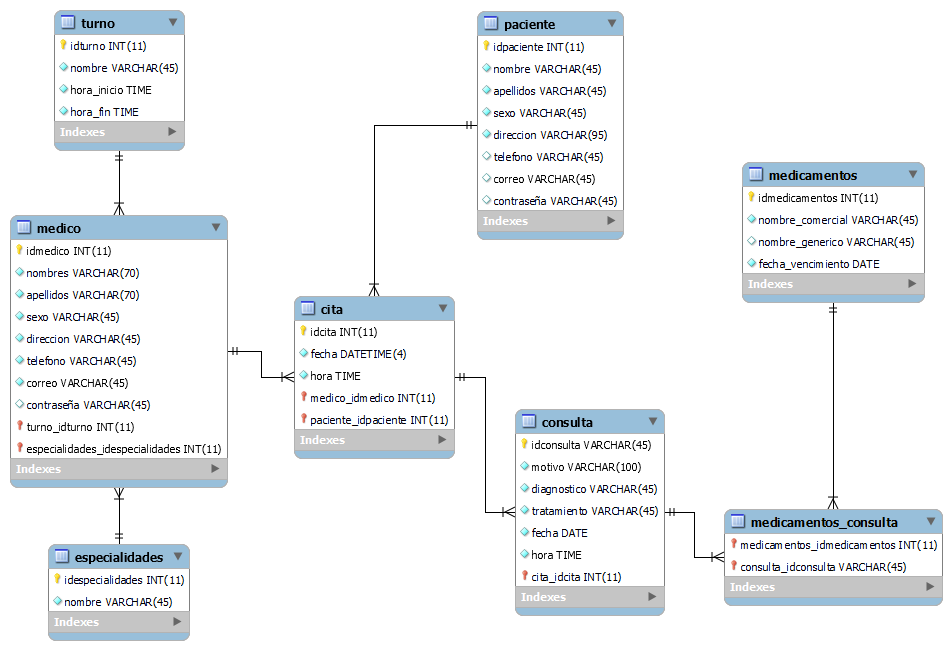 turno
idturno INT(11)
nombre VARCHAR(45)
hora_inicio TIME
hora_fin TIME
Indexes
paciente
idpaciente INT(11)
nombre VARCHAR(45)
apellidos VARCHAR(45)
sexo VARCHAR(45)
direccion VARCHAR(95)
telefono VARCHAR(45)
correo VARCHAR(45)
contraseña VARCHAR(45)
Indexes
medicamentos
idmedicamentos INT(11)
nombre_comercial VARCHAR(45)
nombre_generico VARCHAR(45)
fecha_vencimiento DATE
Indexes
medico
idmedico INT(11)
nombres VARCHAR(70)
apellidos VARCHAR(70)
sexo VARCHAR(45)
direccion VARCHAR(45)
telefono VARCHAR(45)
correo VARCHAR(45)
contraseña VARCHAR(45)
turno_idturno INT(11)
especialidades_idespecialidades INT(11)
Indexes
cita
idcita INT(11)
fecha DATETIME(4)
hora TIME
medico_idmedico INT(11)
paciente_idpaciente INT(11)
Indexes
consulta
idconsulta VARCHAR(45)
motivo VARCHAR(100)
diagnostico VARCHAR(45)
tratamiento VARCHAR(45)
fecha DATE
hora TIME
cita_idcita INT(11)
Indexes
medicamentos_consulta
medicamentos_idmedicamentos INT(11)
consulta_idconsulta VARCHAR(45)
Indexes
especialidades
idespecialidades INT(11)
nombre VARCHAR(45)
Indexes